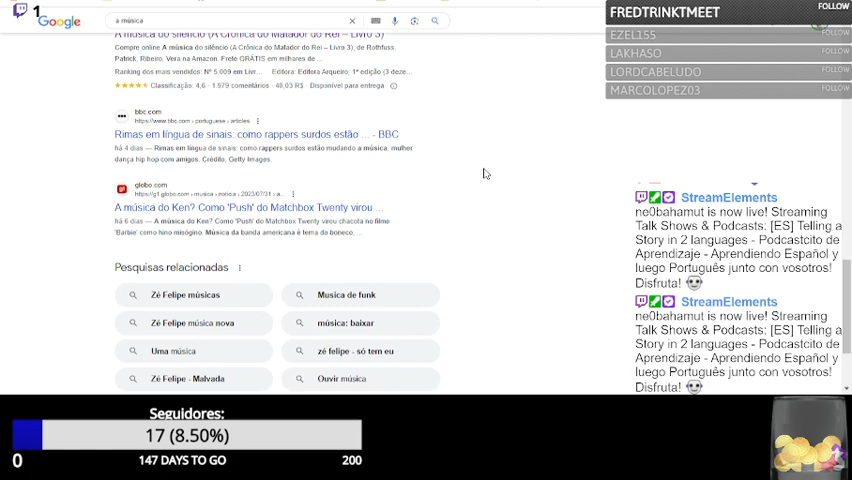 1
Google
a música
A música do silêncio (A Crônica do Matador do Rei – Livro 3)
Compre online A música do silêncio (A Crônica do Matador do Rei – Livro 3), de Rothfuss,
Patrick, Ribeiro, Vera na Amazon. Frete GRÁTIS em milhares de ...
Ranking dos mais vendidos: Nº 5.009 em Livr... · Editora: Editora Arqueiro; 1ª edição (3 deze...
Classificação: 4,6 · 1.979 comentários · 48,03 R$ · Disponível para entrega
bbc.com
https://www.bbc.com › portuguese › articles
Rimas em língua de sinais: como rappers surdos estão ... - BBC
há 4 dias — Rimas em língua de sinais: como rappers surdos estão mudando a música, mulher
dança hip hop com amigos. Crédito, Getty Images.
globo.com
https://g1.globo.com › musica › noticia › 2023/07/31 › a...
A música do Ken? Como 'Push' do Matchbox Twenty virou ...
há 6 dias — A música do Ken? Como 'Push' do Matchbox Twenty virou chacota no filme
'Barbie' como hino misógino. Música da banda americana é tema do boneco, ...
Pesquisas relacionadas
Zé Felipe músicas
Musica de funk
Zé Felipe música nova
música: baixar
Uma música
zé felipe - só tem eu
Zé Felipe - Malvada
Ouvir música
FREDTRINKTMEET FOLLOW
EZEL155 FOLLOW
LAKHASO FOLLOW
LORDCABELUDO FOLLOW
MARCOLOPEZ03 FOLLOW
StreamElements
ne0bahamut is now live! Streaming
Talk Shows & Podcasts: [ES] Telling a
Story in 2 languages - Podcastcito de
Aprendizaje - Aprendiendo Español y
luego Português junto con vosotros!
Disfruta!
StreamElements
ne0bahamut is now live! Streaming
Talk Shows & Podcasts: [ES] Telling a
Story in 2 languages - Podcastcito de
Aprendizaje - Aprendiendo Español y
luego Português junto con vosotros!
Disfruta!
Seguidores:
17 (8.50%)
0 147 DAYS TO GO 200